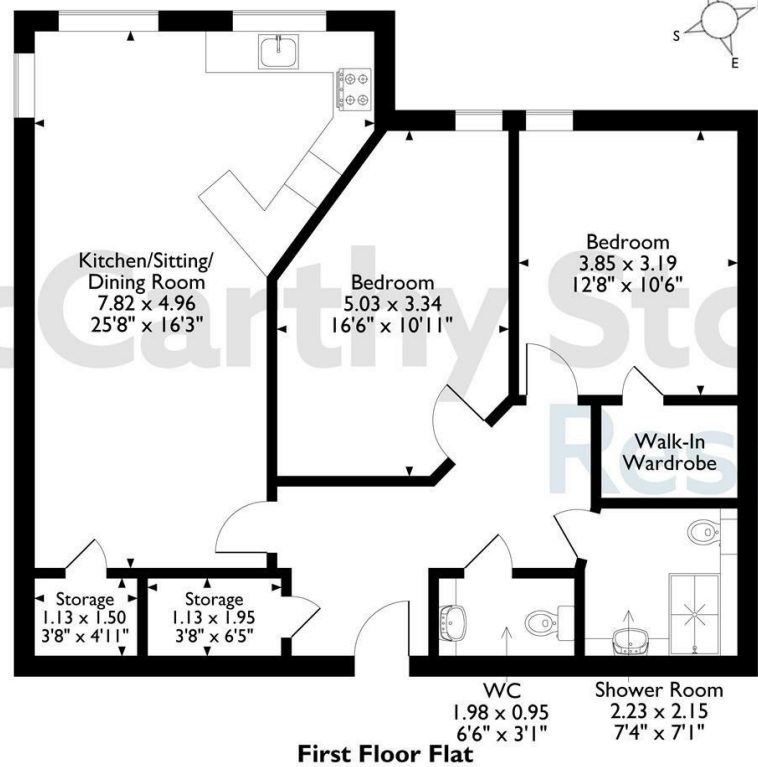 S
E
Kitchen/Sitting/
Dining Room
7.82 x 4.96
25'8" x 16'3"
Bedroom
5.03 x 3.34
16'6" x 10'11"
Bedroom
3.85 x 3.19
12'8" x 10'6"
cCarthy Sto
Res
Walk-In
Wardrobe
Storage
1.13 x 1.50
3'8" x 4'11"
Storage
1.13 x 1.95
3'8" x 6'5"
WC
1.98 x 0.95
6'6" x 3'1"
Shower Room
2.23 x 2.15
7'4" x 7'1"
First Floor Flat